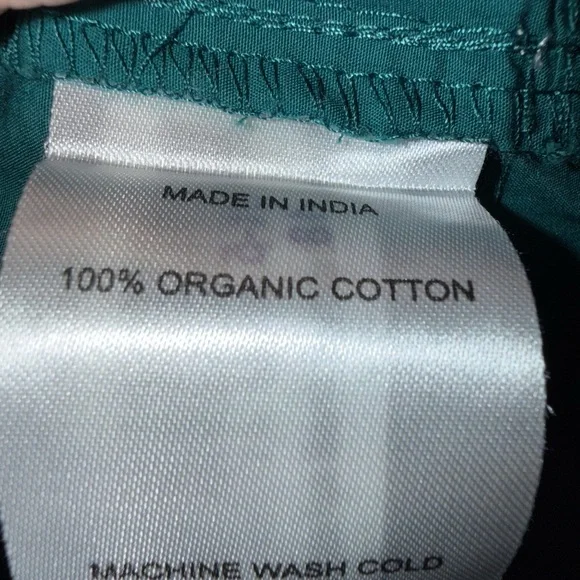 MADE IN INDIA
100% ORGANIC COTTON
MACHINE WASH COLD